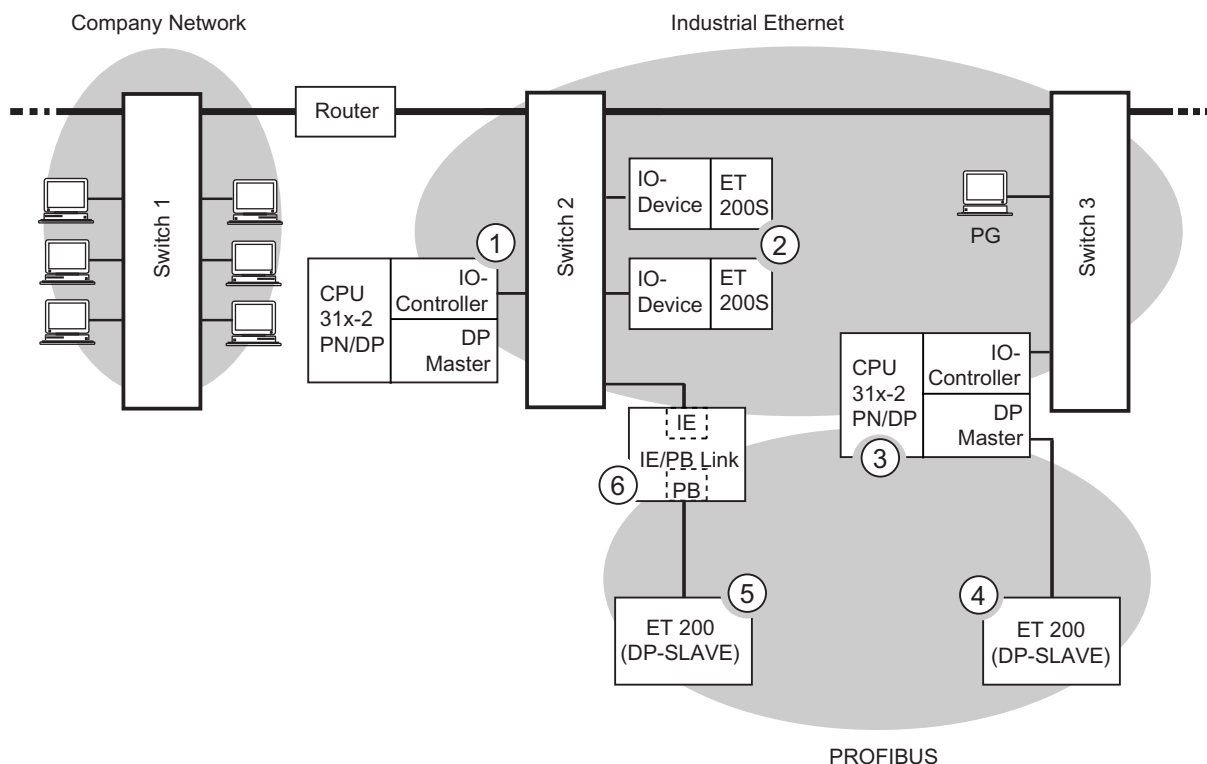 Company Network
Industrial Ethernet
Router
Switch 1
Switch 2
Switch 3
IO-
Device
ET
200S
PG
1
2
CPU
31x-2
PN/DP
IO-
Controller
DP
Master
IO-
Device
ET
200S
CPU
31x-2
PN/DP
IO-
Controller
DP
Master
3
IE
IE/PB Link
PB
6
5
ET 200
(DP-SLAVE)
4
ET 200
(DP-SLAVE)
PROFIBUS